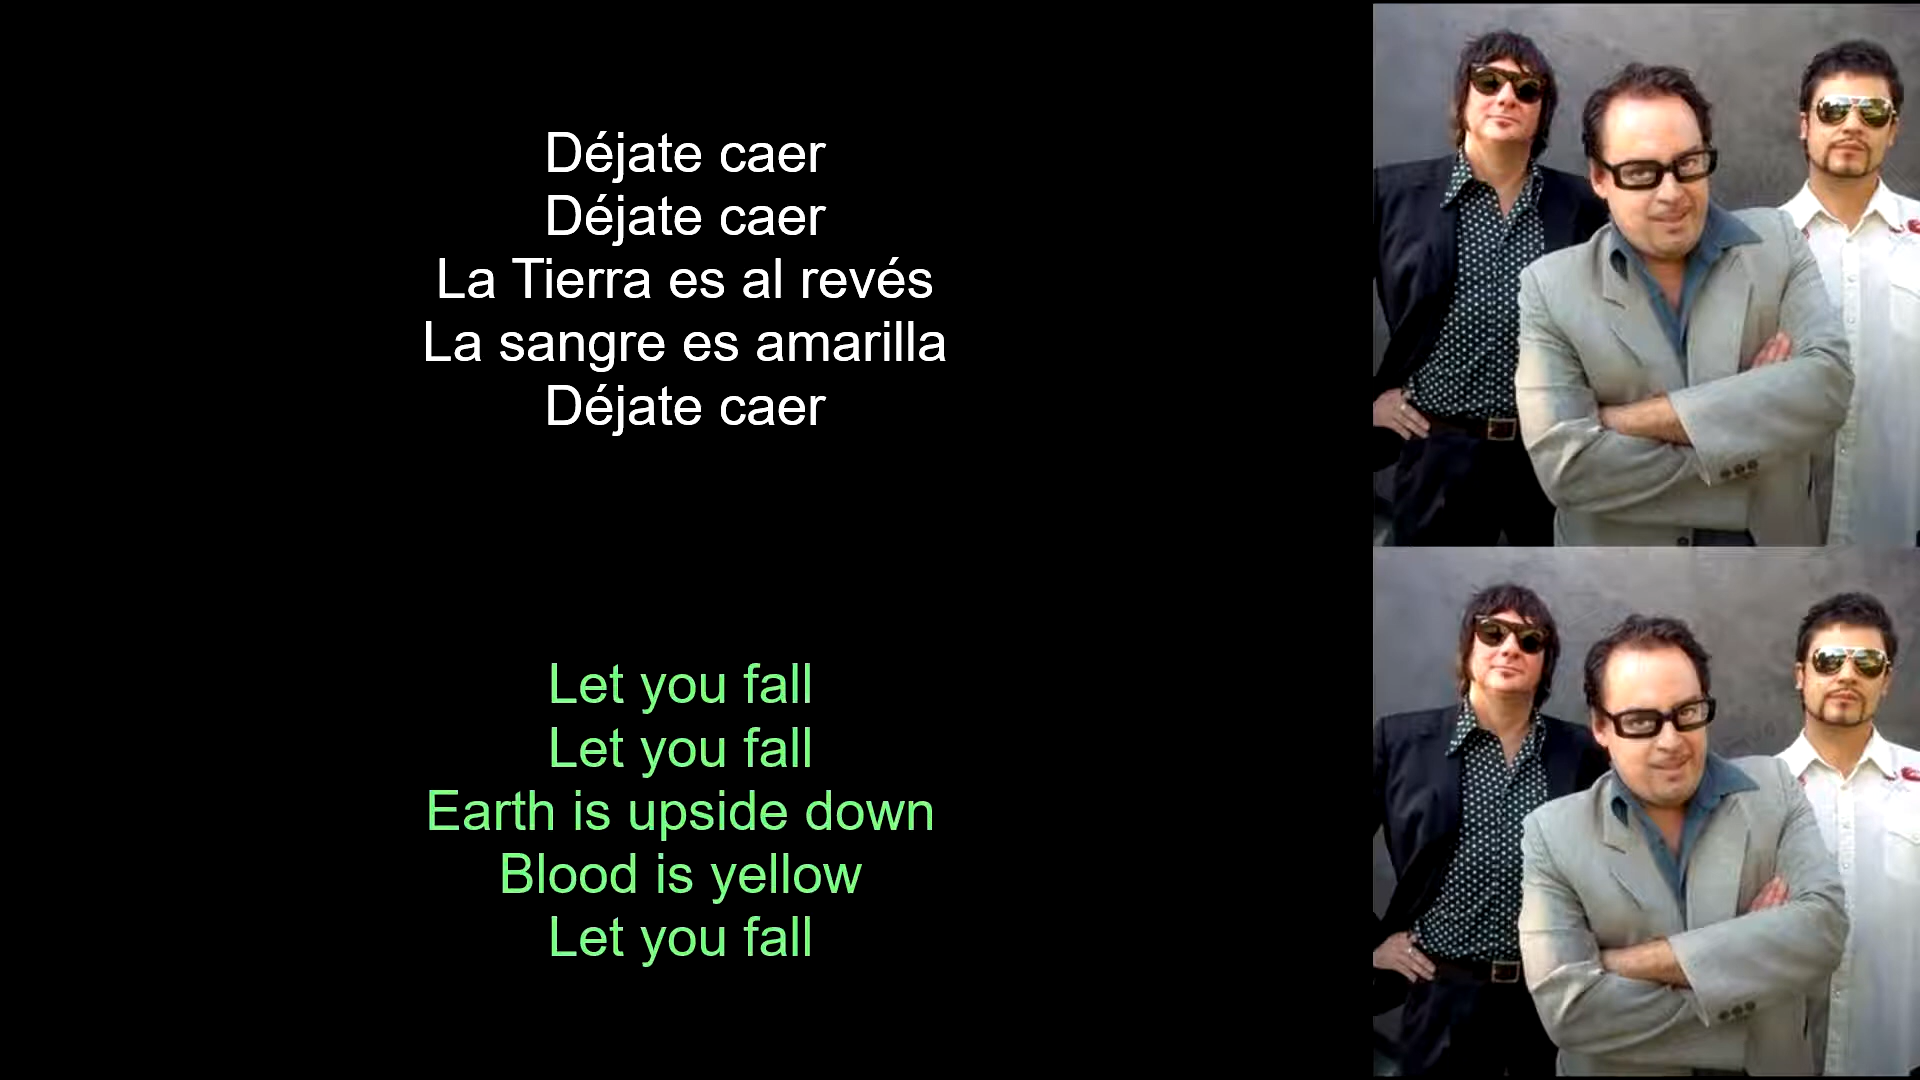 Déjate caer
Déjate caer
La Tierra es al revés
La sangre es amarilla
Déjate caer
Let you fall
Let you fall
Earth is upside down
Blood is yellow
Let you fall